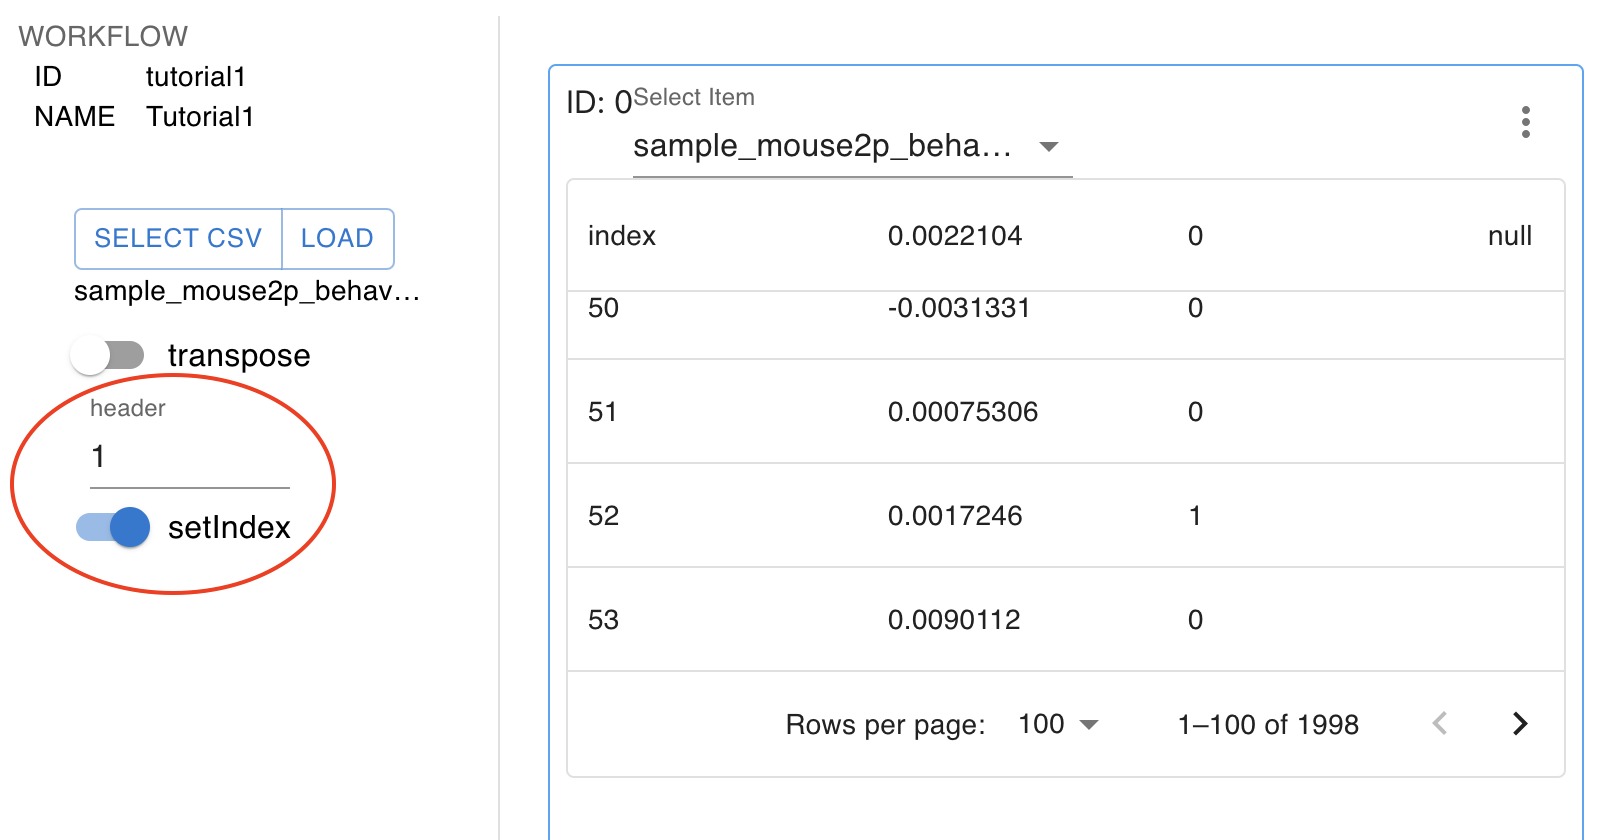 WORKFLOW
ID tutorial1
NAME Tutorial1
SELECT CSV LOAD
sample_mouse2p_behav…
transpose
header
1
setIndex
ID: 0 Select Item
sample_mouse2p_beha…
index 0.0022104 0 null
50 -0.0031331 0
51 0.00075306 0
52 0.0017246 1
53 0.0090112 0
Rows per page: 100 1–100 of 1998